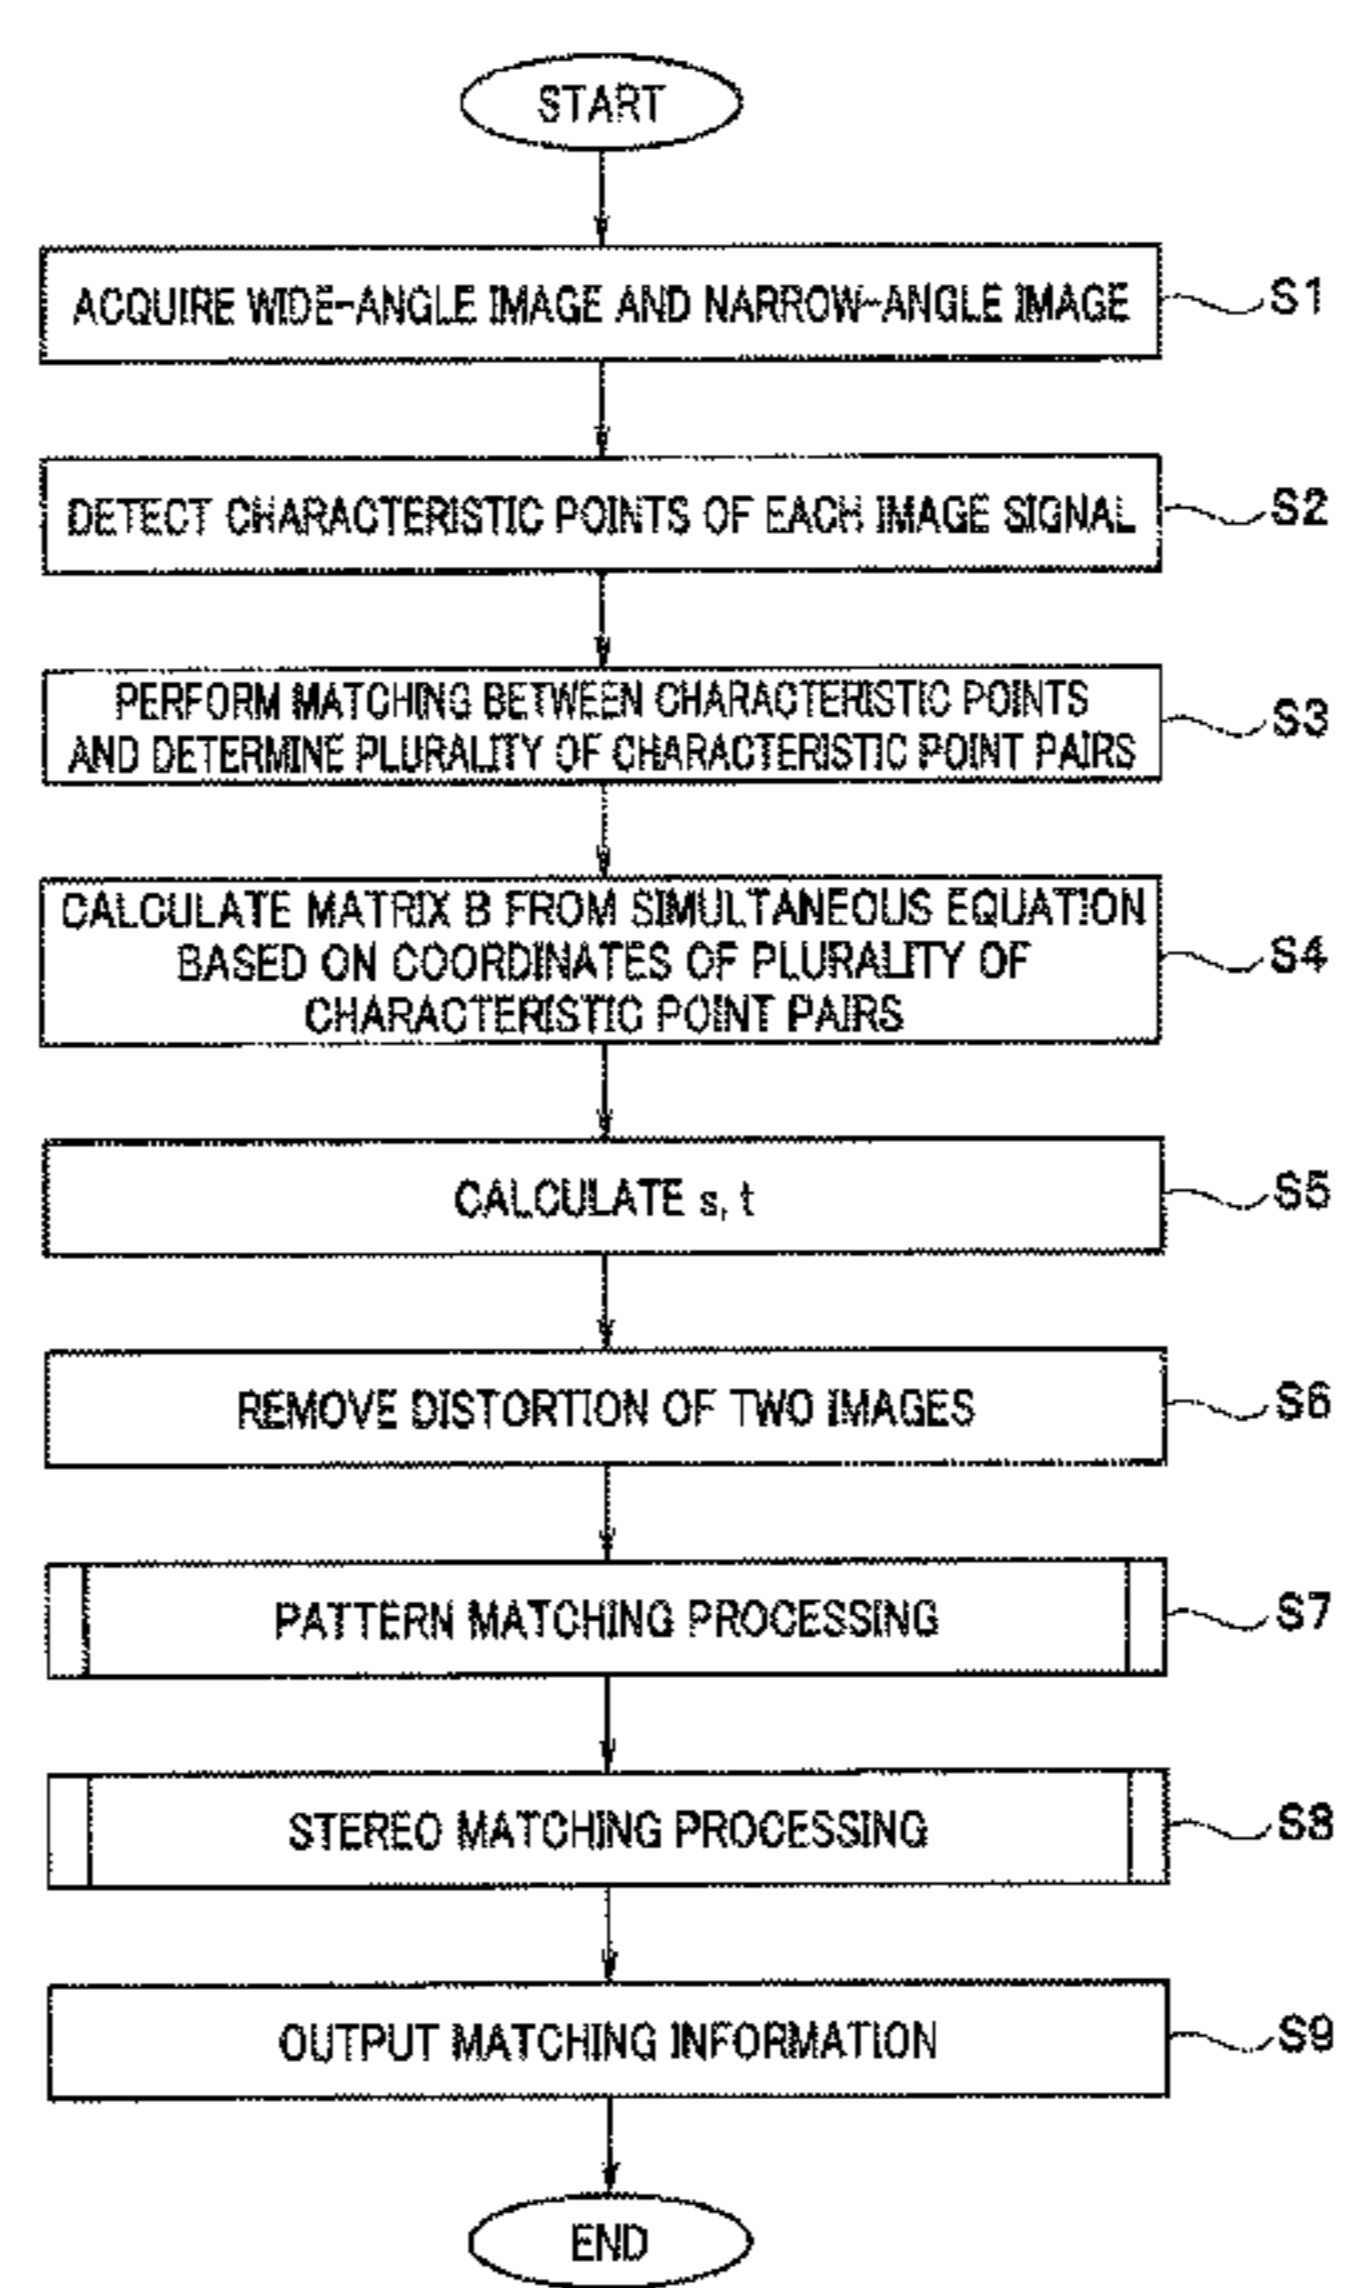 START
ACQUIRE WIDE-ANGLE IMAGE AND NARROW-ANGLE IMAGE
S1
DETECT CHARACTERISTIC POINTS OF EACH IMAGE SIGNAL
S2
PERFORM MATCHING BETWEEN CHARACTERISTIC POINTS
AND DETERMINE PLURALITY OF CHARACTERISTIC POINT PAIRS
S3
CALCULATE MATRIX B FROM SIMULTANEOUS EQUATION
BASED ON COORDINATES OF PLURALITY OF
CHARACTERISTIC POINT PAIRS
S4
CALCULATE s, t
S5
REMOVE DISTORTION OF TWO IMAGES
S6
PATTERN MATCHING PROCESSING
S7
STEREO MATCHING PROCESSING
S8
OUTPUT MATCHING INFORMATION
S9
END